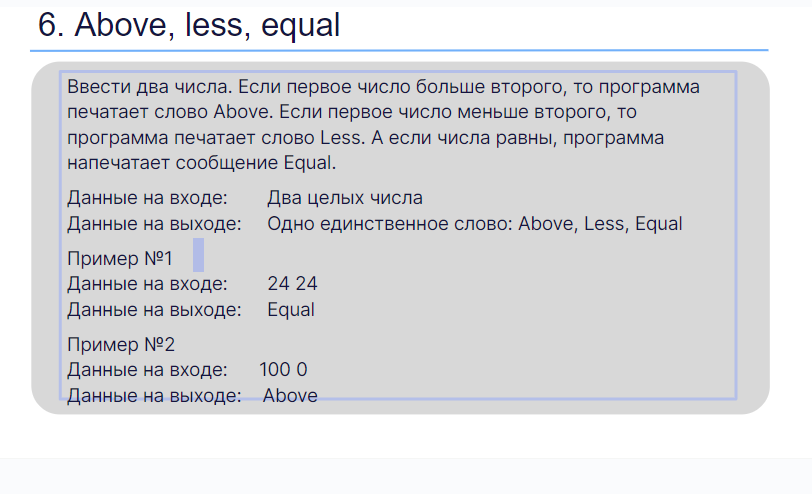 6. Above, less, equal
Ввести два числа. Если первое число больше второго, то программа
печатает слово Above. Если первое число меньше второго, то
программа печатает слово Less. А если числа равны, программа
напечатает сообщение Equal.
Данные на входе: Два целых числа
Данные на выходе: Одно единственное слово: Above, Less, Equal
Пример №1
Данные на входе: 24 24
Данные на выходе: Equal
Пример №2
Данные на входе: 100 0
Данные на выходе: Above